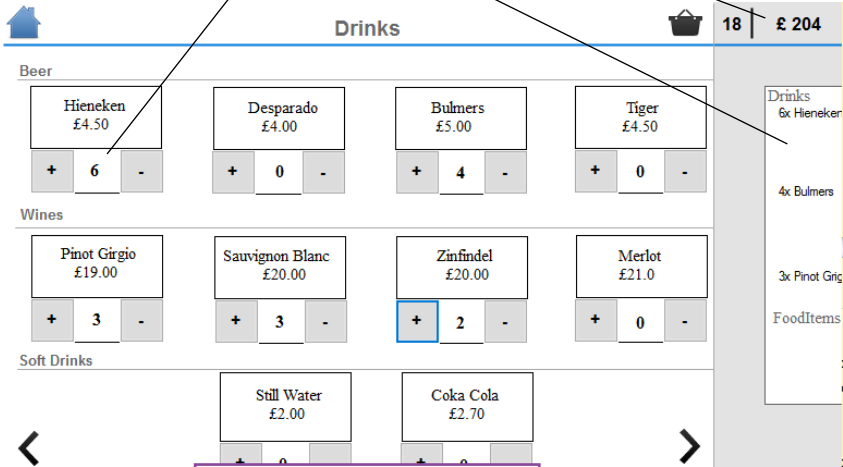 Drinks
18 £ 204
Beer
Hieneken
£4.50
Desparado
£4.00
Bulmers
£5.00
Tiger
£4.50
+ 6 -
+ 0 -
+ 4 -
+ 0 -
Wines
Pinot Girgio
£19.00
Sauvignon Blanc
£20.00
Zinfindel
£20.00
Merlot
£21.0
+ 3 -
+ 3 -
+ 2 -
+ 0 -
Soft Drinks
Still Water
£2.00
Coka Cola
£2.70
Drinks
6x Hieneken
4x Bulmers
3x Pinot Grig
FoodItems